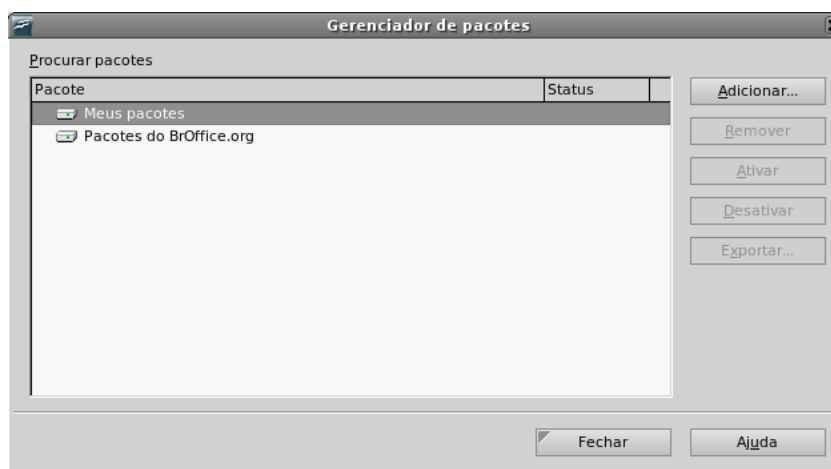 Gerenciador de pacotes
Procurar pacotes
Pacote Status
Meus pacotes
Pacotes do BrOffice.org
Adicionar...
Remover
Ativar
Desativar
Exportar...
Fechar Ajuda